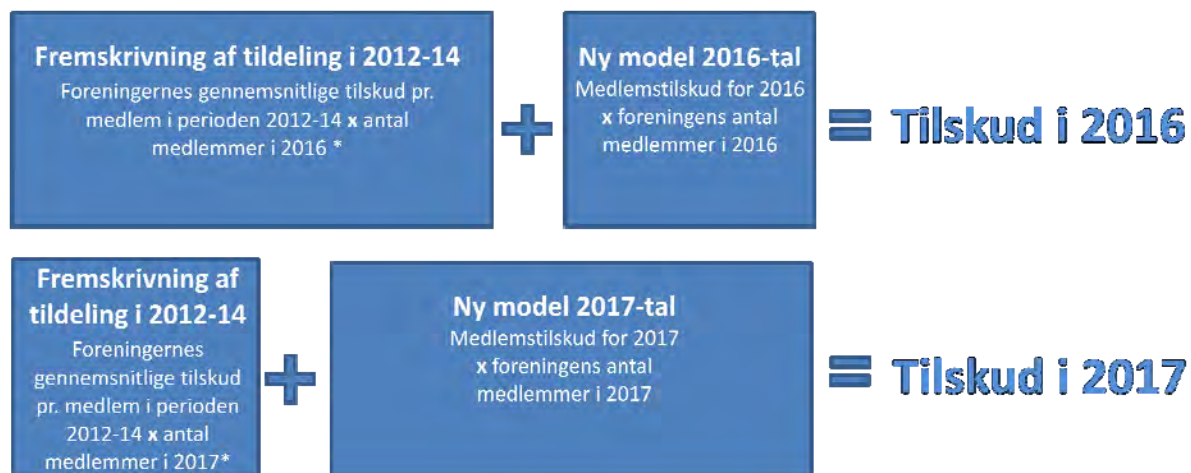 Fremskrivning af tildeling i 2012-14
Foreningernes gennemsnitlige tilskud pr.
medlem i perioden 2012-14 x antal
medlemmer i 2016 *
+
Ny model 2016-tal
Medlemstilskud for 2016
x foreningens antal
medlemmer i 2016
= Tilskud i 2016
Fremskrivning af
tildeling i 2012-14
Foreningernes
gennemsnitlige tilskud
pr. medlem i perioden
2012-14 x antal
medlemmer i 2017*
+
Ny model 2017-tal
Medlemstilskud for 2017
x foreningens antal
medlemmer i 2017
= Tilskud i 2017